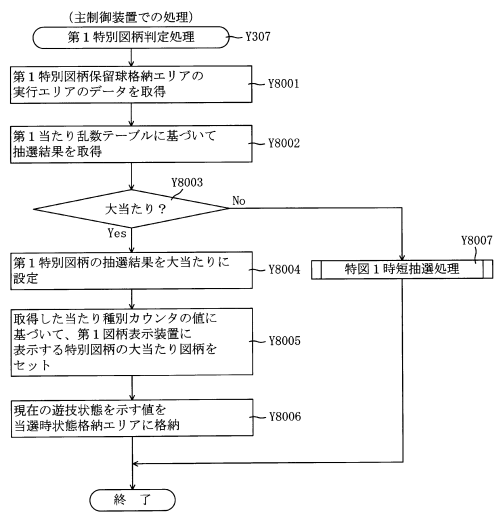 (主制御装置での処理)
第1特別図柄判定処理
Y307
第1特別図柄保留球格納エリアの
実行エリアのデータを取得
Y8001
第1当たり乱数テーブルに基づいて
抽選結果を取得
Y8002
Y8003
大当たり?
No
Yes
Y8007
特図1時短抽選処理
第1特別図柄の抽選結果を大当たりに
設定
Y8004
取得した当たり種別カウンタの値に
基づいて、第1図柄表示装置に
表示する特別図柄の大当たり図柄を
セット
Y8005
現在の遊技状態を示す値を
当選時状態格納エリアに格納
Y8006
終 了